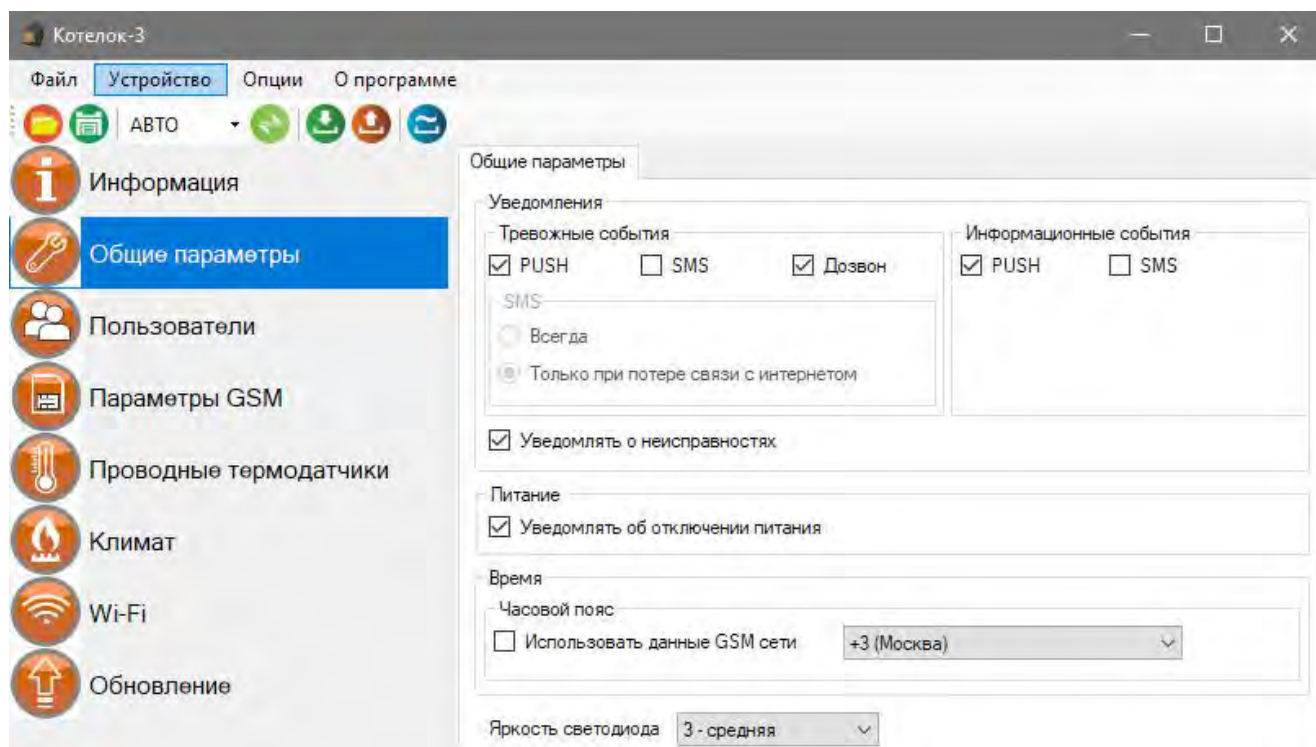 Котелок-3
Файл Устройство Опции О программе
АВТО
Информация
Общие параметры
Пользователи
Параметры GSM
Проводные термодатчики
Климат
Wi-Fi
Обновление
Общие параметры
Уведомления
Тревожные события
PUSH SMS Дозвон
SMS
Всегда
Только при потере связи с интернетом
Информационные события
PUSH SMS
Уведомлять о неисправностях
Питание
Уведомлять об отключении питания
Время
Часовой пояс
Использовать данные GSM сети +3 (Москва)
Яркость светодиода 3 - средняя